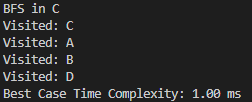 BFS in C
Visited: C
Visited: A
Visited: B
Visited: D
Best Case Time Complexity: 1.00 ms